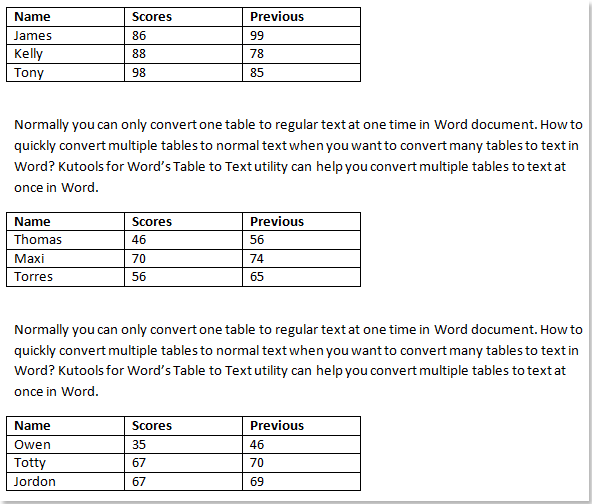 Name Scores Previous
James 86 99
Kelly 88 78
Tony 98 85
Normally you can only convert one table to regular text at one time in Word document. How to
quickly convert multiple tables to normal text when you want to convert many tables to text in
Word? Kutools for Word's Table to Text utility can help you convert multiple tables to text at
once in Word.
Name Scores Previous
Thomas 46 56
Maxi 70 74
Torres 56 65
Normally you can only convert one table to regular text at one time in Word document. How to
quickly convert multiple tables to normal text when you want to convert many tables to text in
Word? Kutools for Word's Table to Text utility can help you convert multiple tables to text at
once in Word.
Name Scores Previous
Owen 35 46
Totty 67 70
Jordon 67 69